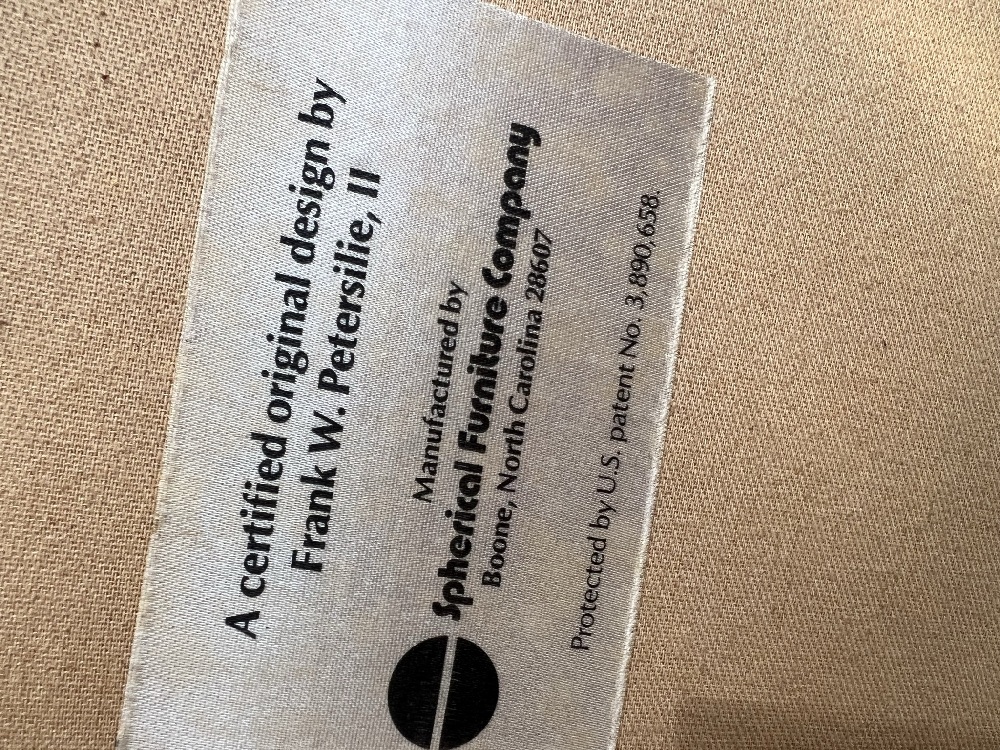 A certified original design by
Frank W. Petersilie, II
Manufactured by
Spherical Furniture Company
Boone, North Carolina 28607
Protected by U.S. patent No. 3,890,658.